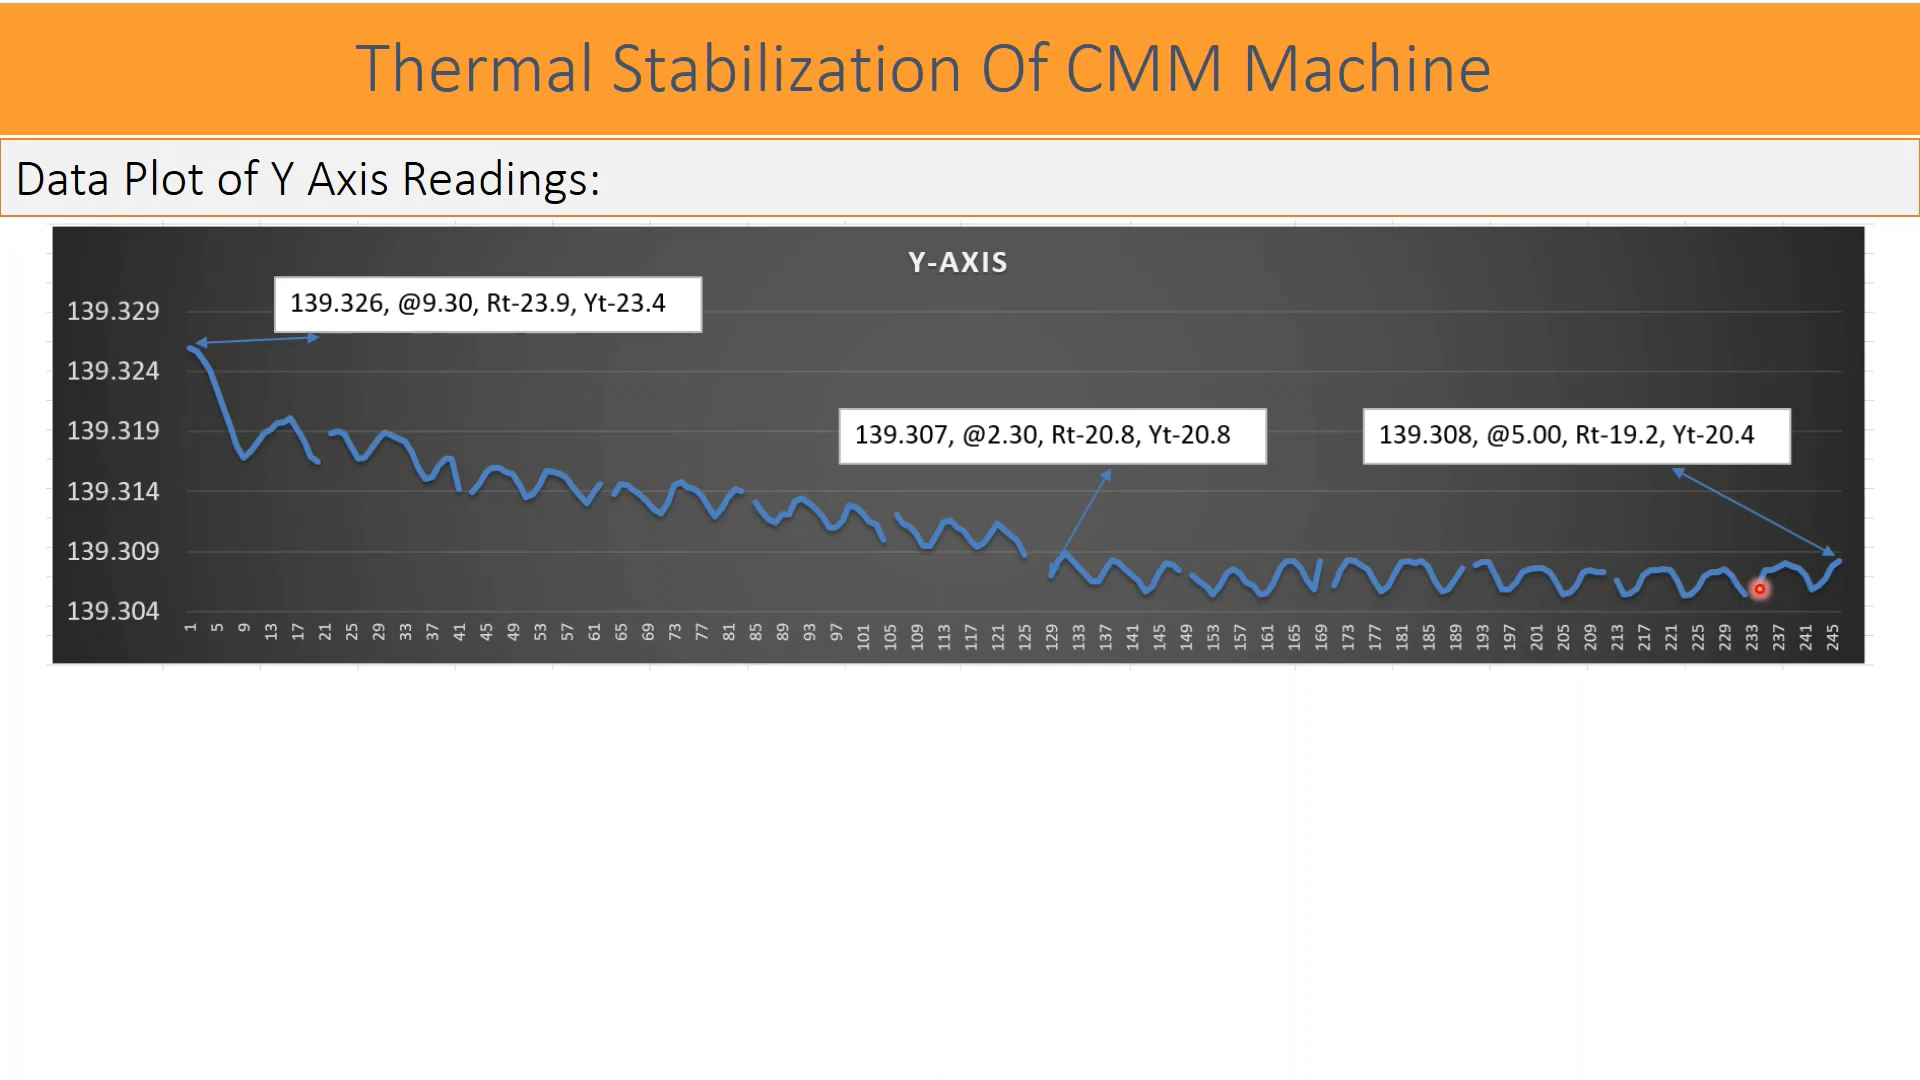 Thermal Stabilization Of CMM Machine
Data Plot of Y Axis Readings:
Y-AXIS
139.326, @9.30, Rt-23.9, Yt-23.4
139.307, @2.30, Rt-20.8, Yt-20.8
139.308, @5.00, Rt-19.2, Yt-20.4
139.329
139.324
139.319
139.314
139.309
139.304
1 5 9 13 17 21 25 29 33 37 41 45 49 53 57 61 65 69 73 77 81 85 89 93 97 101 105 109 113 117 121 125 129 133 137 141 145 149 153 157 161 165 169 173 177 181 185 189 193 197 201 205 209 213 217 221 225 229 233 237 241 245